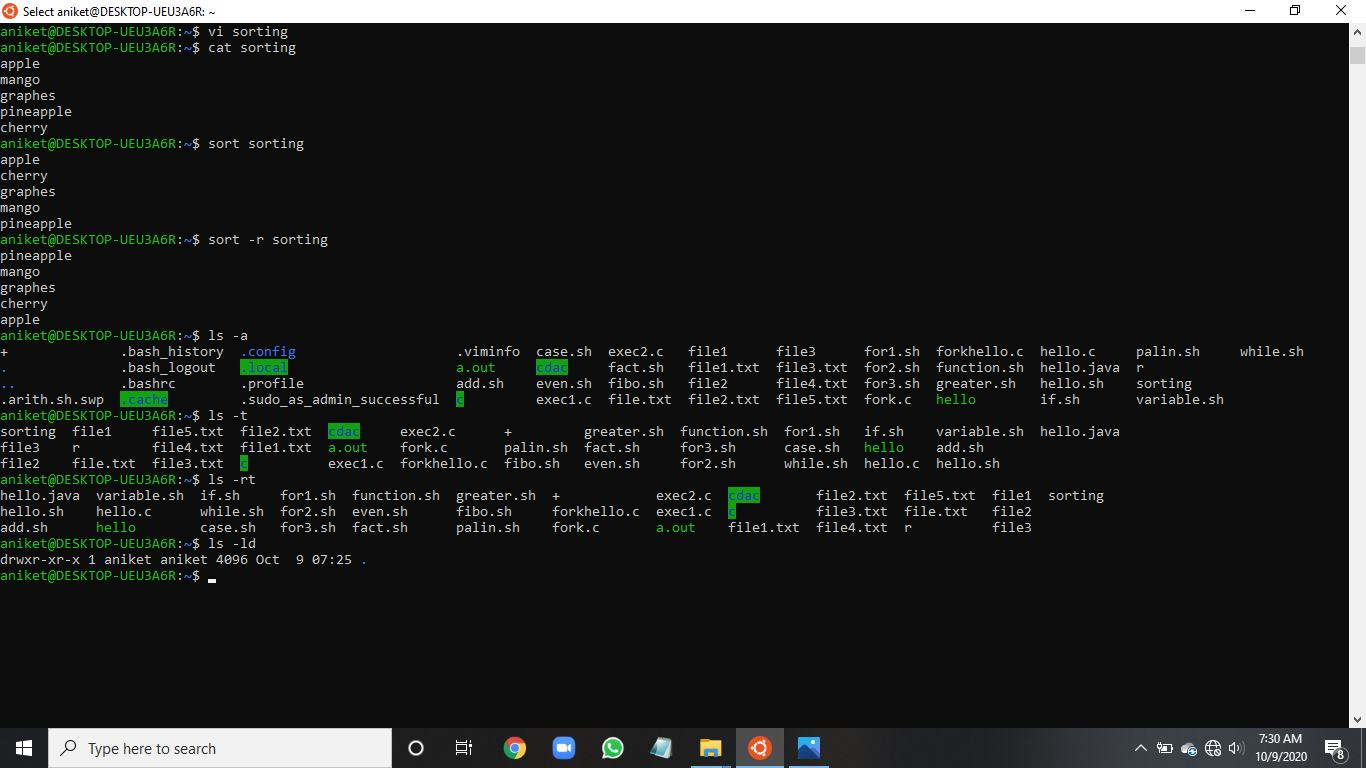 Select aniket@DESKTOP-UEU3A6R: ~
aniket@DESKTOP-UEU3A6R:~$ vi sorting
aniket@DESKTOP-UEU3A6R:~$ cat sorting
apple
mango
graphes
pineapple
cherry
aniket@DESKTOP-UEU3A6R:~$ sort sorting
apple
cherry
graphes
mango
pineapple
aniket@DESKTOP-UEU3A6R:~$ sort -r sorting
pineapple
mango
graphes
cherry
apple
aniket@DESKTOP-UEU3A6R:~$ ls -a
+ .bash_history .config .viminfo case.sh exec2.c file1 file3 for1.sh forkhello.c hello.c palin.sh while.sh
. .bash_logout .local a.out cdac fact.sh file1.txt file3.txt for2.sh function.sh hello.java r
.. .bashrc .profile add.sh even.sh fibo.sh file2 file4.txt for3.sh greater.sh hello.sh sorting
.arith.sh.swp .cache .sudo_as_admin_successful c exec1.c file.txt file2.txt file5.txt fork.c hello if.sh variable.sh
aniket@DESKTOP-UEU3A6R:~$ ls -t
sorting file1 file5.txt file2.txt cdac exec2.c + greater.sh function.sh for1.sh if.sh variable.sh hello.java
file3 r file4.txt file1.txt a.out fork.c palin.sh fact.sh for3.sh case.sh hello add.sh
file2 file.txt file3.txt c exec1.c forkhello.c fibo.sh even.sh for2.sh while.sh hello.c hello.sh
aniket@DESKTOP-UEU3A6R:~$ ls -rt
hello.java variable.sh if.sh for1.sh function.sh greater.sh + exec2.c cdac file2.txt file5.txt file1 sorting
hello.sh hello.c while.sh for2.sh even.sh fibo.sh forkhello.c exec1.c c file3.txt file.txt file2
add.sh hello case.sh for3.sh fact.sh palin.sh fork.c a.out file1.txt file4.txt r file3
aniket@DESKTOP-UEU3A6R:~$ ls -ld
drwxr-xr-x 1 aniket aniket 4096 Oct  9 07:25 .
aniket@DESKTOP-UEU3A6R:~$
Type here to search
7:30 AM
10/9/2020
8